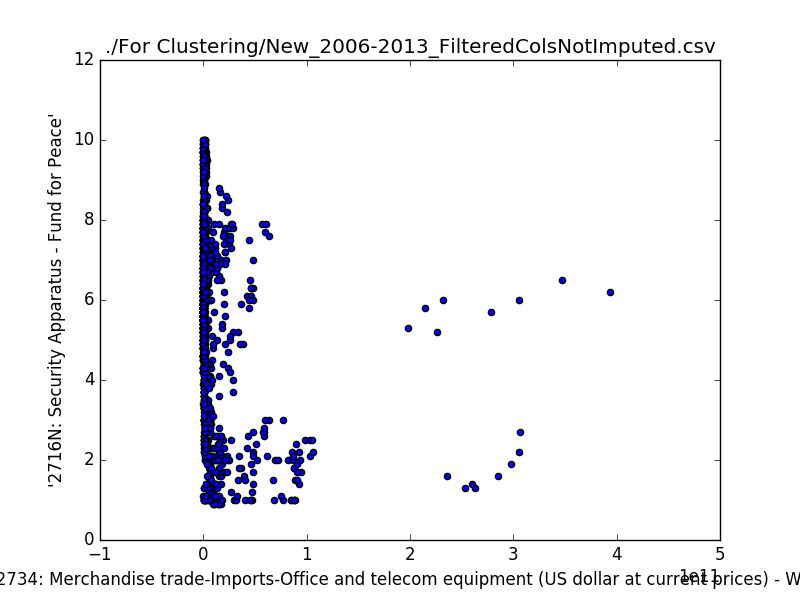 ./For Clustering/New_2006-2013_FilteredColsNotImputed.csv
'2716N: Security Apparatus - Fund for Peace'
12
10
8
6
4
2
0
−1 0 1 2 3 4 5
1e11
2734: Merchandise trade-Imports-Office and telecom equipment (US dollar at current prices) - W